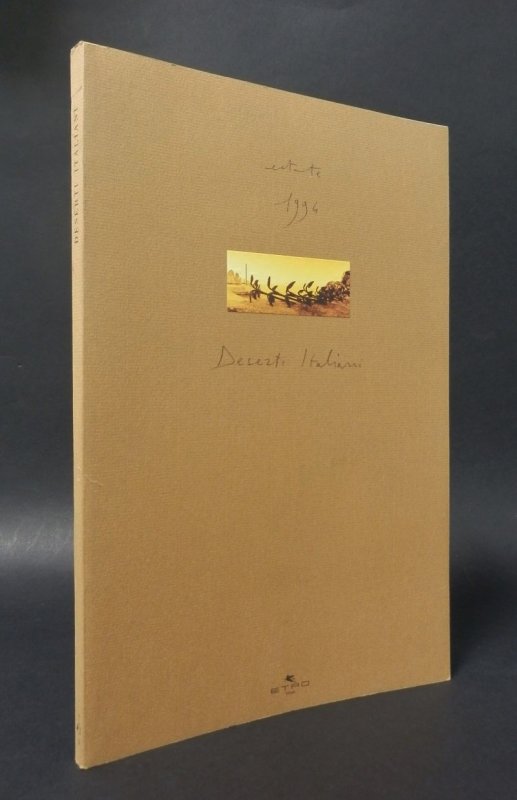 DESERTI ITALIANI
estate
1994
Deserti Italiani
ETRO